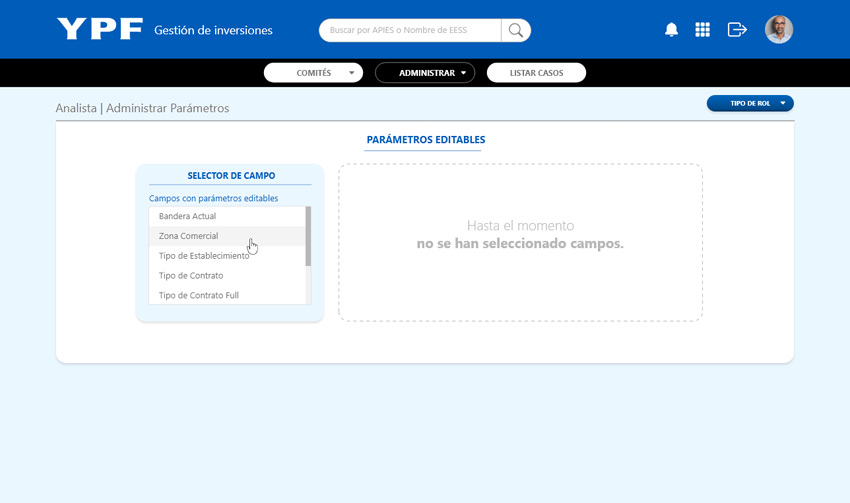 YPF Gestión de inversiones
Buscar por APIES o Nombre de EESS
COMITÉS
ADMINISTRAR
LISTAR CASOS
Analista | Administrar Parámetros
TIPO DE ROL
PARÁMETROS EDITABLES
SELECTOR DE CAMPO
Campos con parámetros editables
Bandera Actual
Zona Comercial
Tipo de Establecimiento
Tipo de Contrato
Tipo de Contrato Full
Hasta el momento
no se han seleccionado campos.